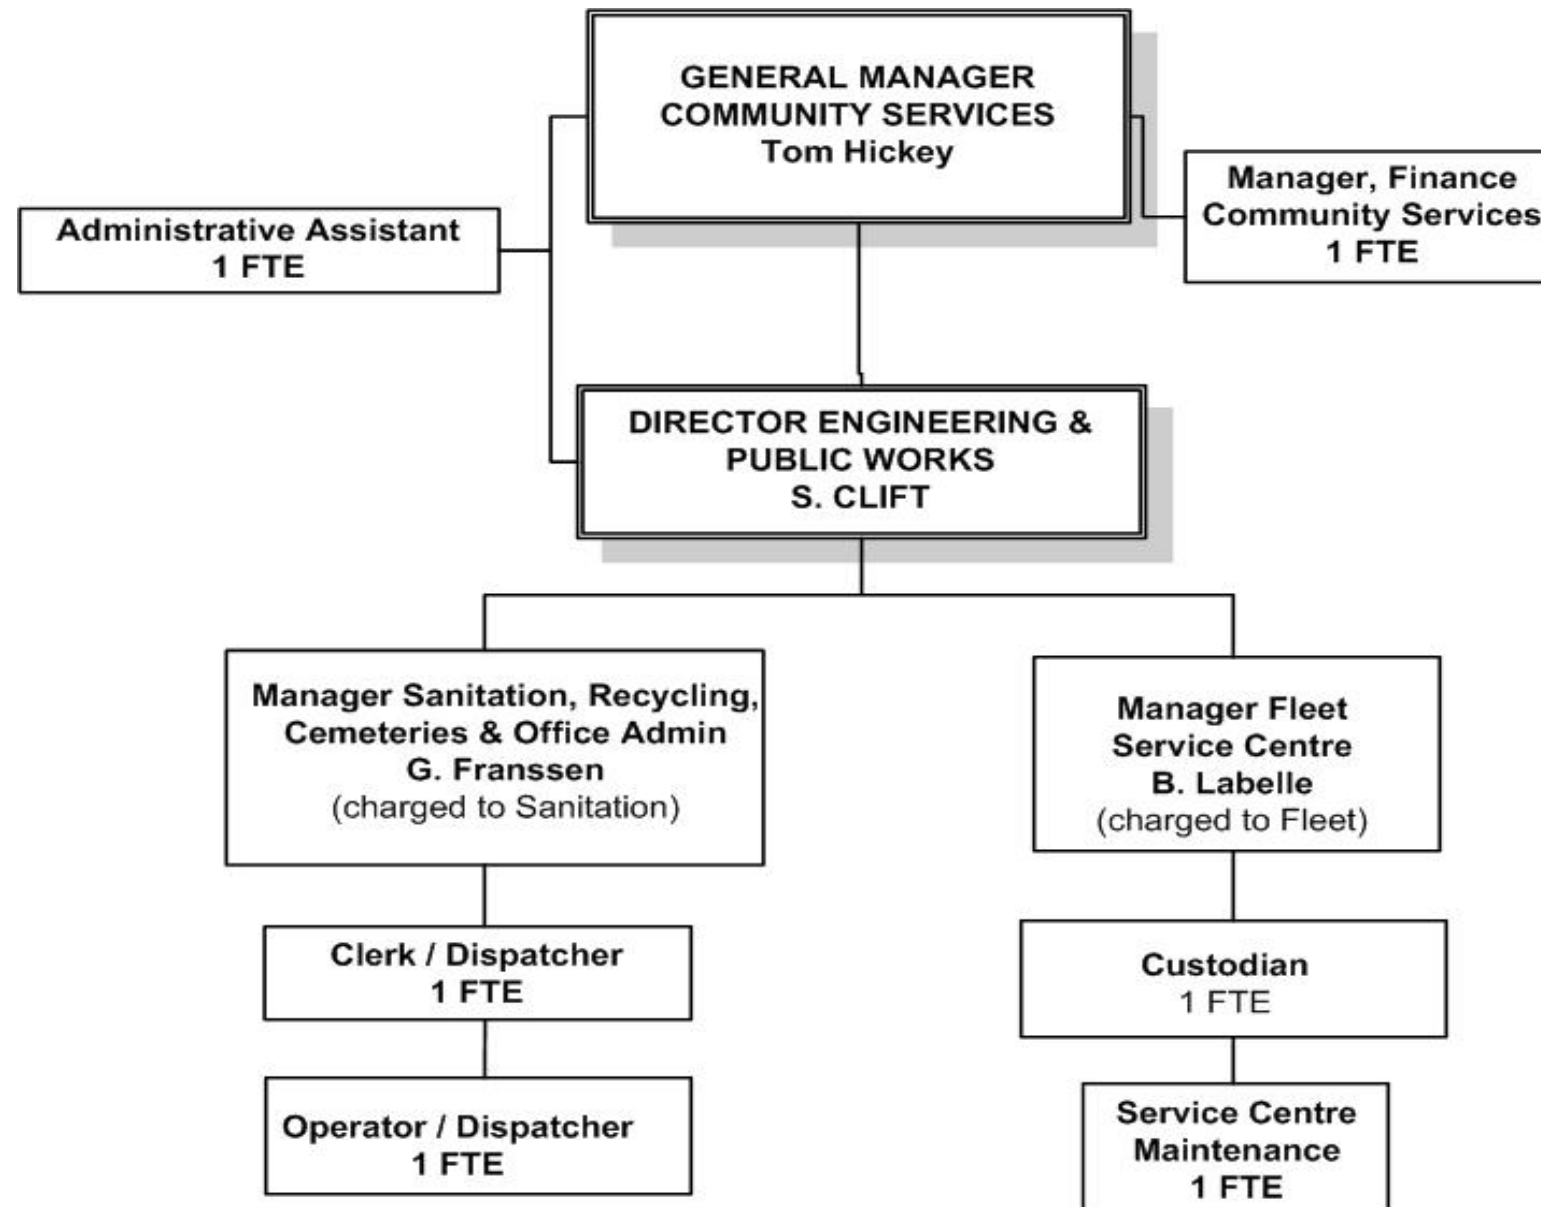 GENERAL MANAGER
COMMUNITY SERVICES
Tom Hickey
Manager, Finance
Community Services
1 FTE
Administrative Assistant
1 FTE
DIRECTOR ENGINEERING &
PUBLIC WORKS
S. CLIFT
Manager Sanitation, Recycling,
Cemeteries & Office Admin
G. Franssen
(charged to Sanitation)
Manager Fleet
Service Centre
B. Labelle
(charged to Fleet)
Clerk / Dispatcher
1 FTE
Custodian
1 FTE
Operator / Dispatcher
1 FTE
Service Centre
Maintenance
1 FTE